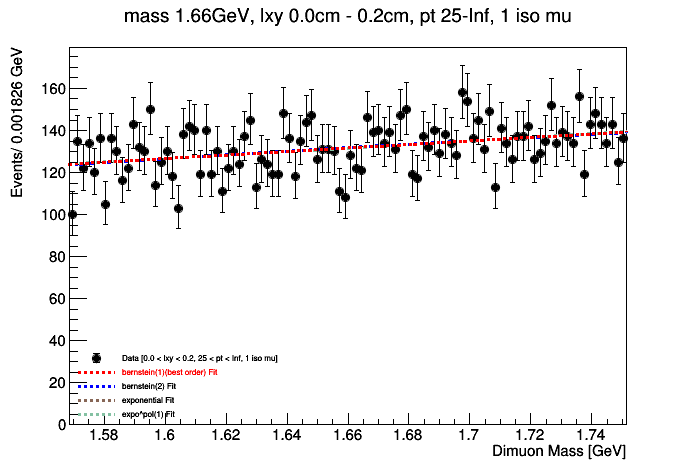 mass 1.66GeV, lxy 0.0cm - 0.2cm, pt 25-Inf, 1 iso mu
Events/ 0.001826 GeV
160
140
120
100
80
60
40
20
0
Data [0.0 < lxy < 0.2, 25 < pt < Inf, 1 iso mu]
bernstein(1)(best order) Fit
bernstein(2) Fit
exponential Fit
expo*pol(1) Fit
1.58 1.6 1.62 1.64 1.66 1.68 1.7 1.72 1.74
Dimuon Mass [GeV]